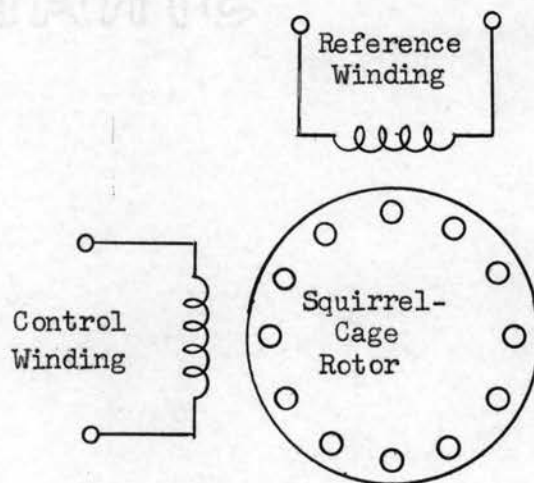 Reference
Winding
Control
Winding
Squirrel-
Cage
Rotor